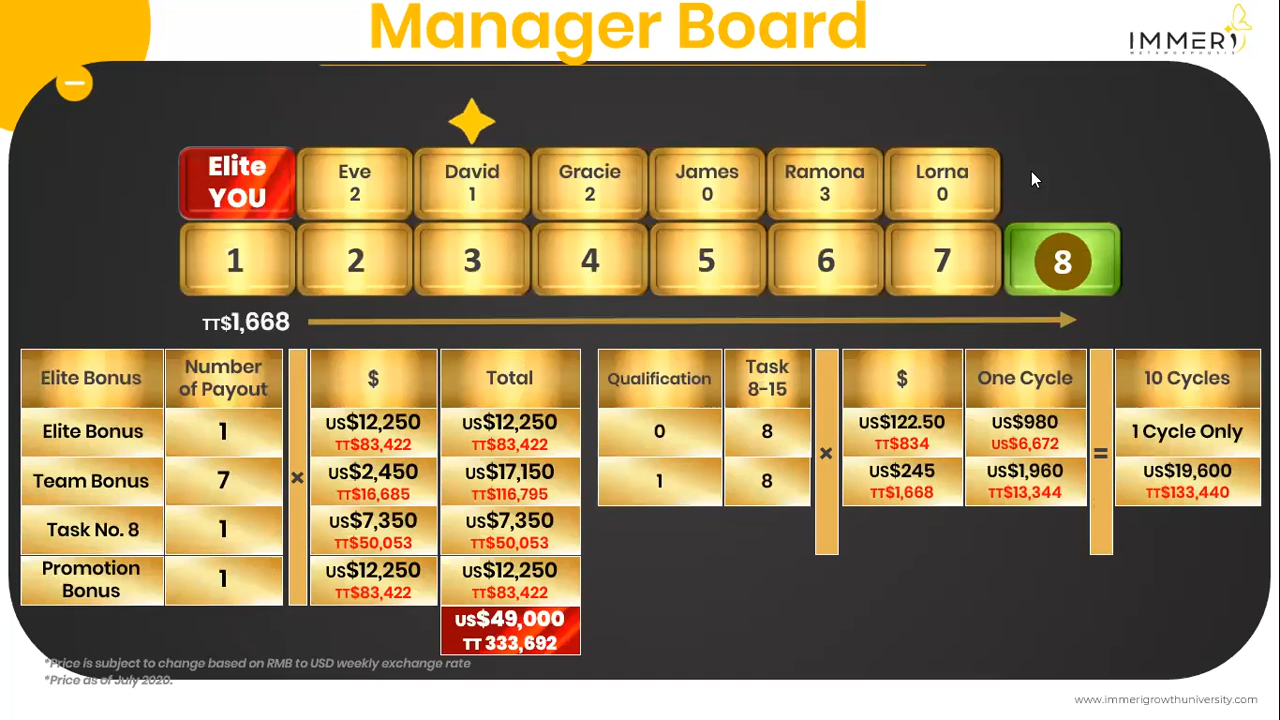 Manager Board
IMMERI
METAMORPHOSIS
Elite
YOU
Eve
2
David
1
Gracie
2
James
0
Ramona
3
Lorna
0
1
2
3
4
5
6
7
8
TT$1,668
Elite Bonus
Number
of Payout
$
Total
Elite Bonus
1
US$12,250
TT$83,422
US$12,250
TT$83,422
Team Bonus
7
×
US$2,450
TT$16,685
US$17,150
TT$116,795
Task No. 8
1
US$7,350
TT$50,053
US$7,350
TT$50,053
Promotion
Bonus
1
US$12,250
TT$83,422
US$12,250
TT$83,422
US$49,000
TT 333,692
Qualification
Task
8-15
$
One Cycle
10 Cycles
0
8
×
US$122.50
TT$834
US$980
US$6,672
=
1 Cycle Only
1
8
US$245
TT$1,668
US$1,960
TT$13,344
US$19,600
TT$133,440
*Price is subject to change based on RMB to USD weekly exchange rate
*Price as of July 2020.
www.immerigrowthuniversity.com